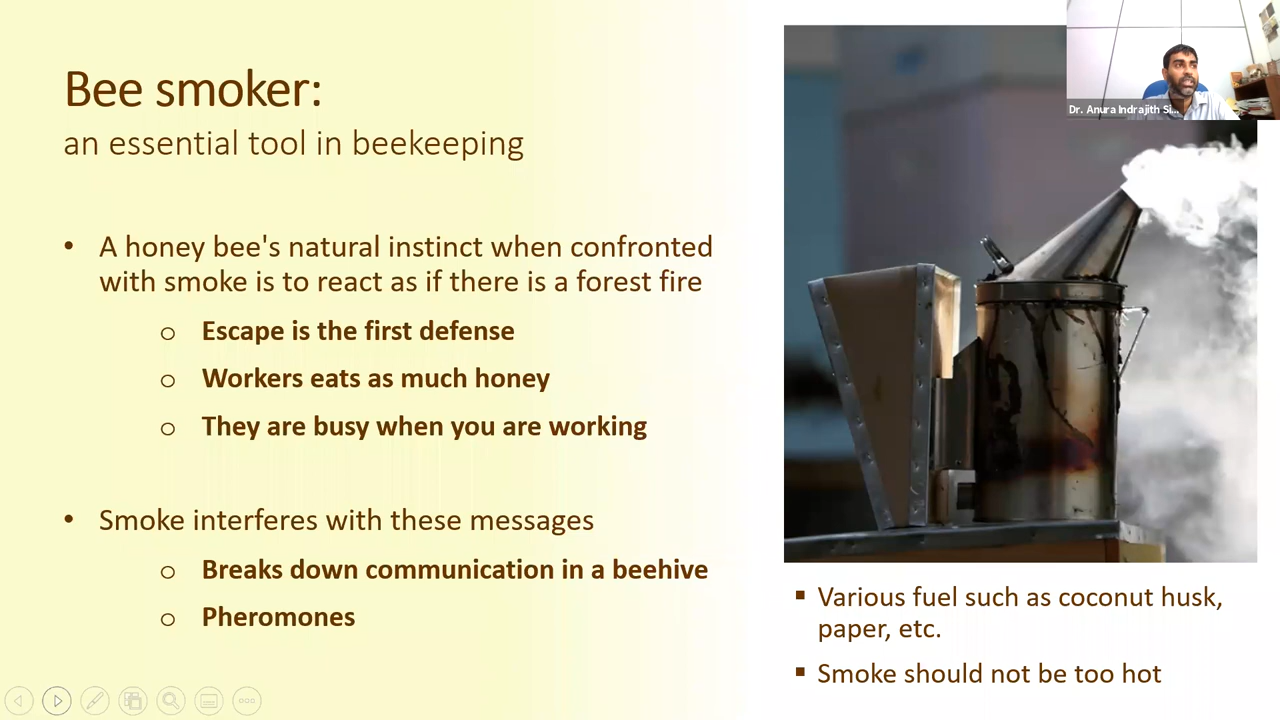 Bee smoker:
an essential tool in beekeeping
• A honey bee's natural instinct when confronted
with smoke is to react as if there is a forest fire
o Escape is the first defense
o Workers eats as much honey
o They are busy when you are working
• Smoke interferes with these messages
o Breaks down communication in a beehive
o Pheromones
Dr. Anura Indrajith Si...
▪ Various fuel such as coconut husk,
paper, etc.
▪ Smoke should not be too hot